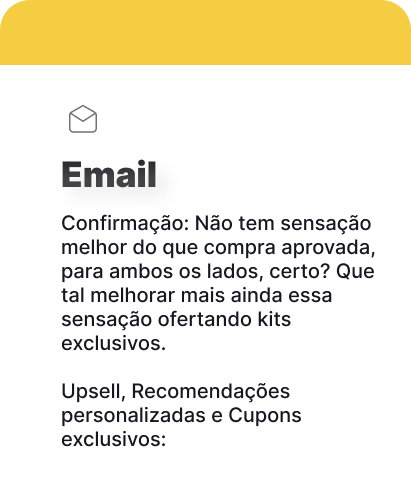 Email
Confirmação: Não tem sensação
melhor do que compra aprovada,
para ambos os lados, certo? Que
tal melhorar mais ainda essa
sensação ofertando kits
exclusivos.
Upsell, Recomendações
personalizadas e Cupons
exclusivos: